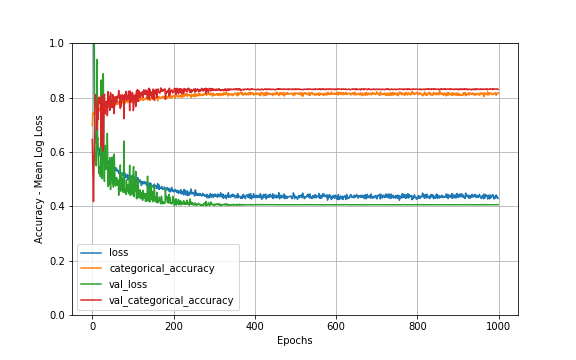 1.0
0.8
0.6
0.4
0.2
0.0
Accuracy - Mean Log Loss
loss
categorical_accuracy
val_loss
val_categorical_accuracy
0
200
400
600
800
1000
Epochs